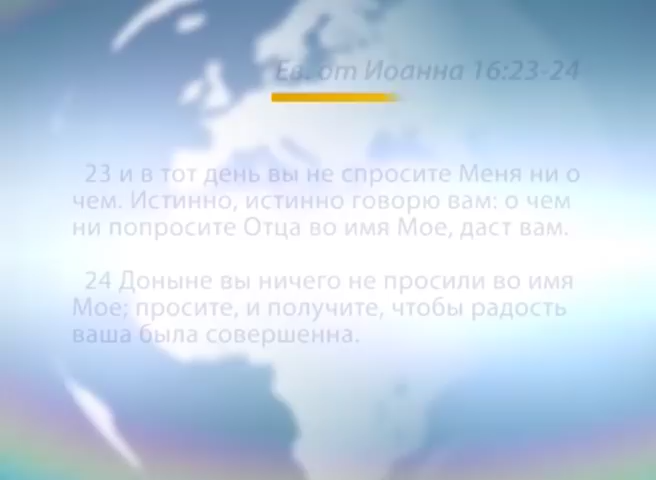 Ев. от Иоанна 16:23-24
23 и в тот день вы не спросите Меня ни о
чем. Истинно, истинно говорю вам: о чем
ни попросите Отца во имя Мое, даст вам.
24 Доныне вы ничего не просили во имя
Мое; просите, и получите, чтобы радость
ваша была совершенна.